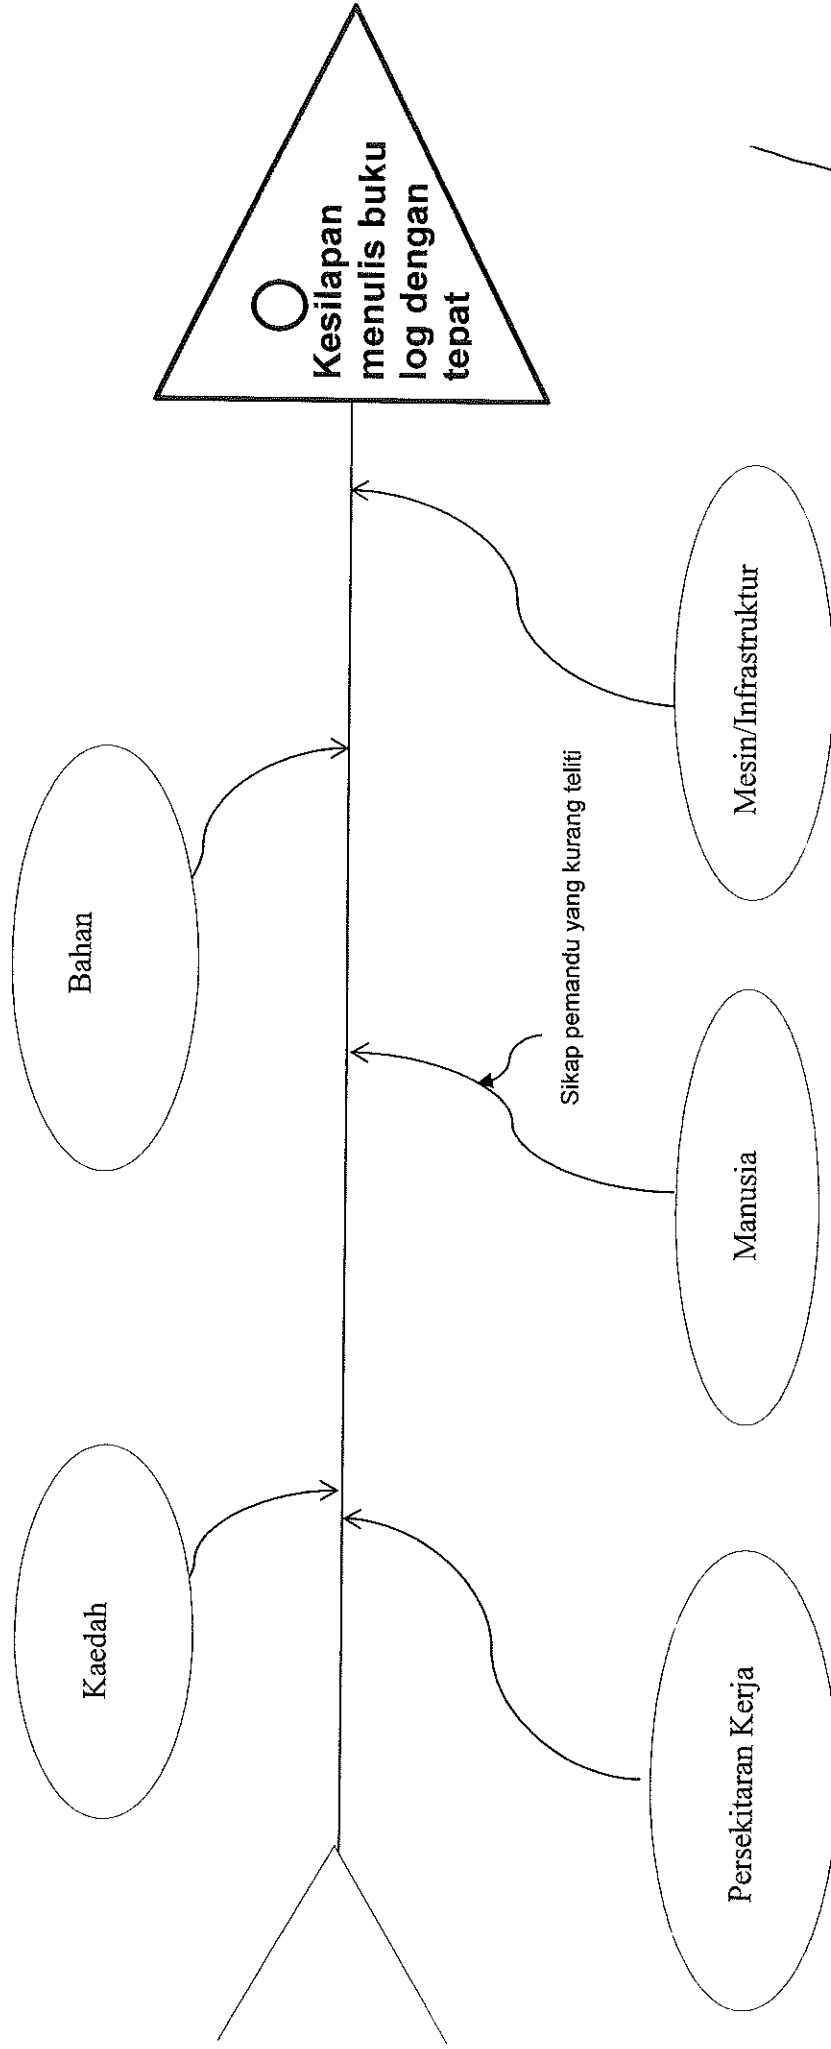 Kaedah
Bahan
Kesilapan
menulis buku
log dengan
tepat
Sikap pemandu yang kurang teliti
Persekitaran Kerja
Manusia
Mesin/Infrastruktur